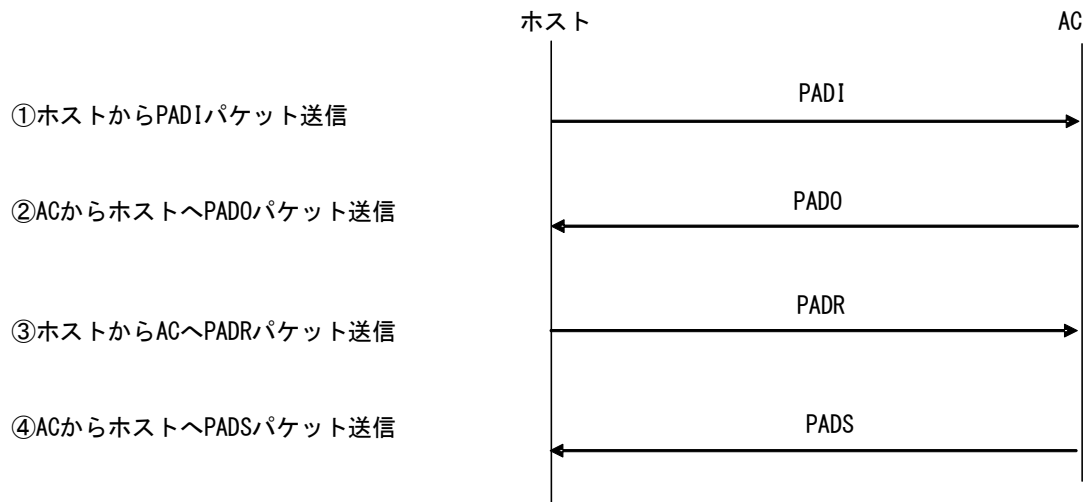 ホスト AC
PADI
①ホストからPADIパケット送信
②ACからホストへPADOパケット送信 PADO
PADR
③ホストからACへPADRパケット送信
④ACからホストへPADSパケット送信 PADS